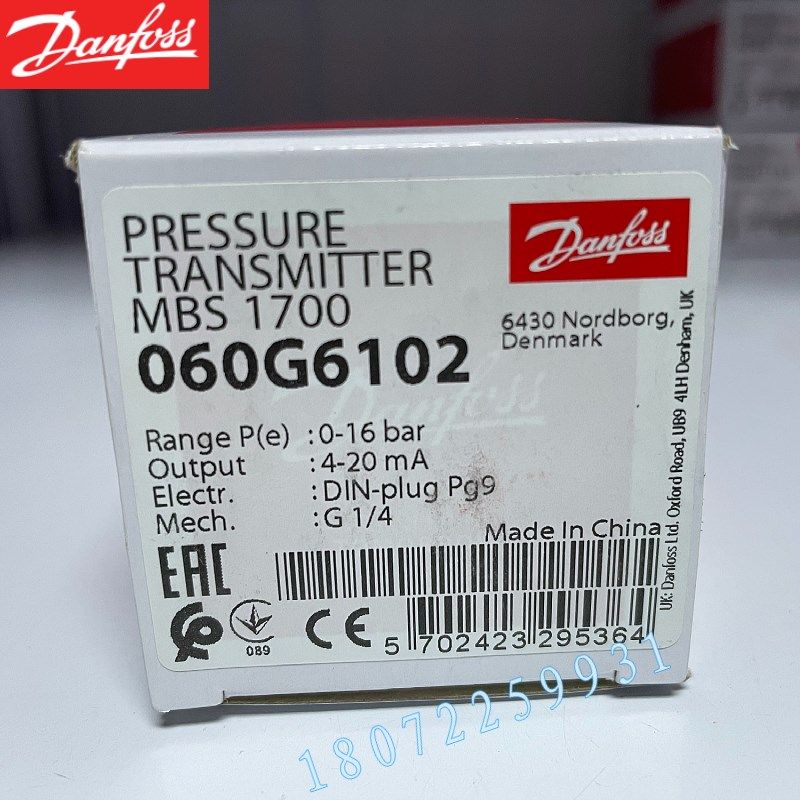 Danfoss
PRESSURE
TRANSMITTER
MBS 1700
060G6102
Danfoss
6430 Nordborg,
Denmark
Danfoss
Range P(e) :0-16 bar
Output :4-20 mA
Electr. :DIN-plug Pg9
Mech. :G 1/4
Made In China
UK: Danfoss Ltd. Oxford Road, UB9 4LH Denham, UK
EAC
089
CE
5 702423 295364
18072259931